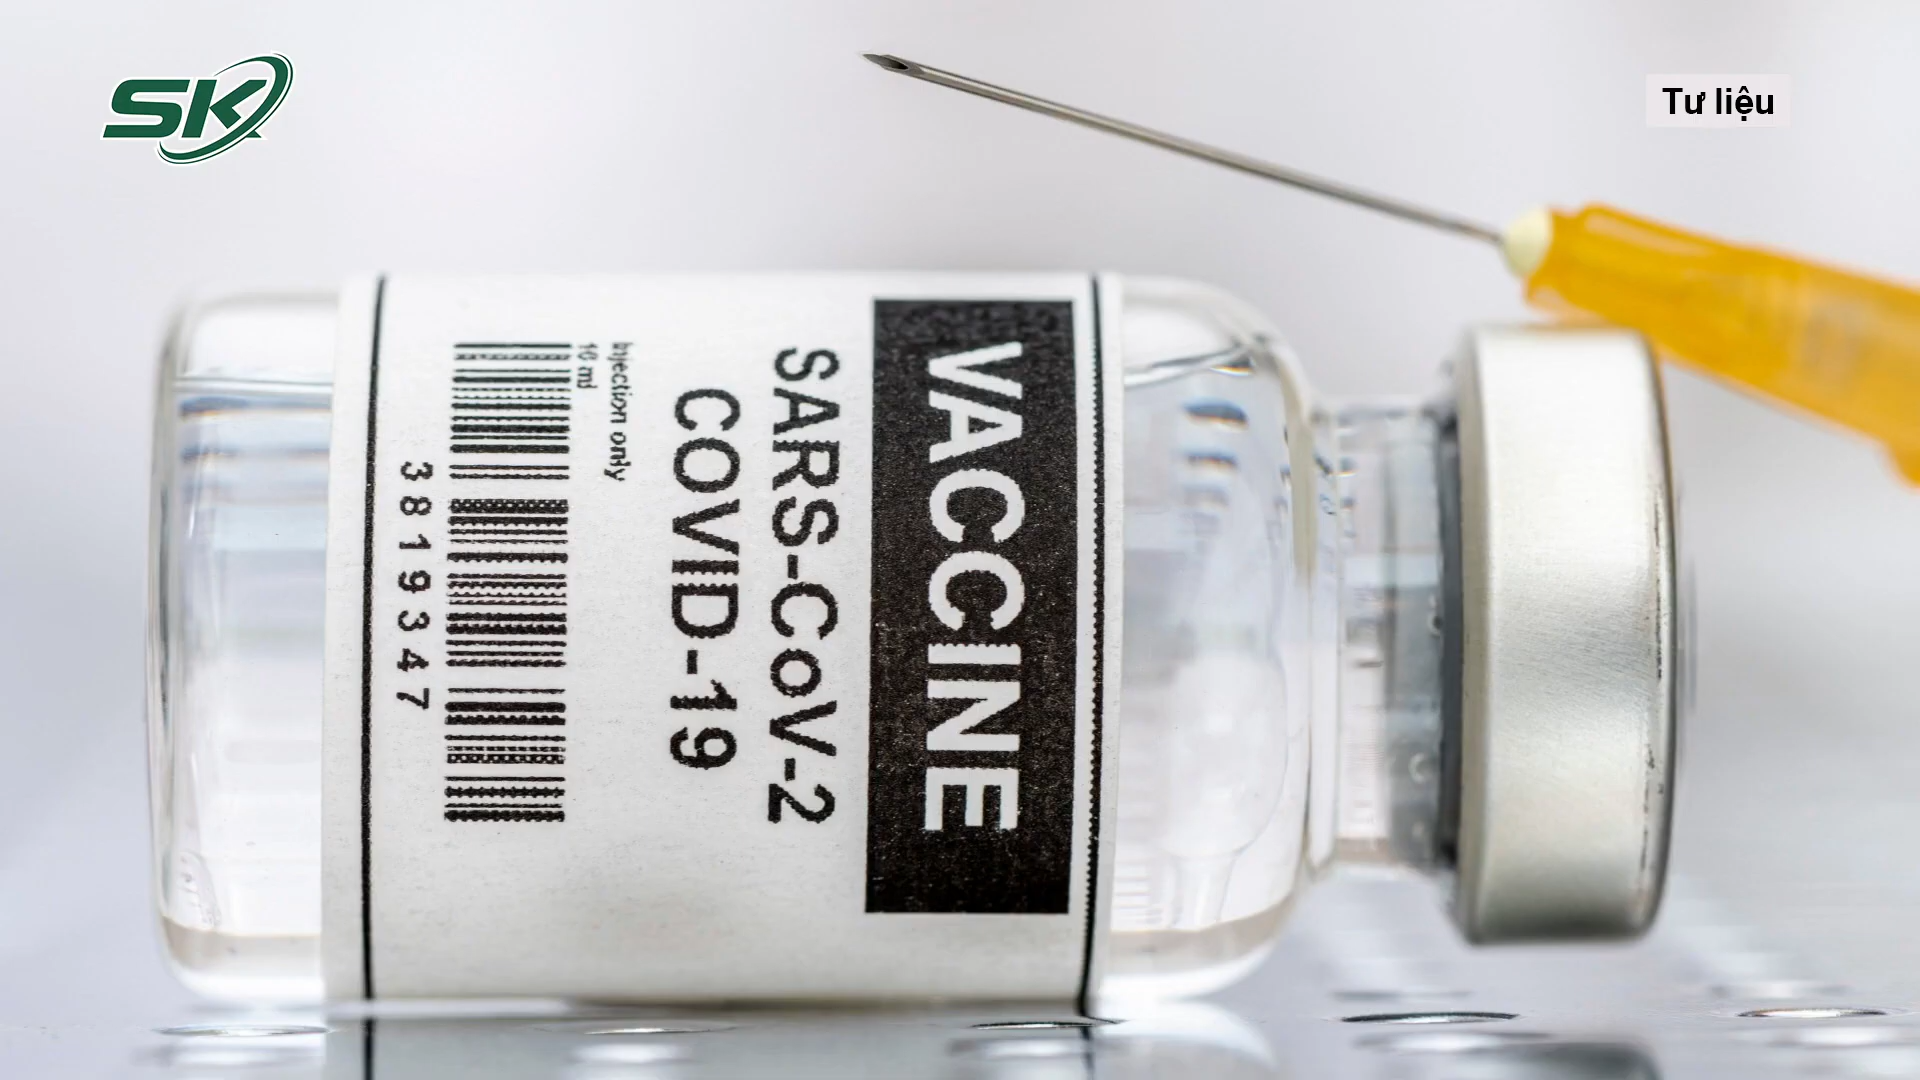 SK
Tư liệu
VACCINE
SARS-CoV-2
COVID-19
Injection only
10 ml
3819347